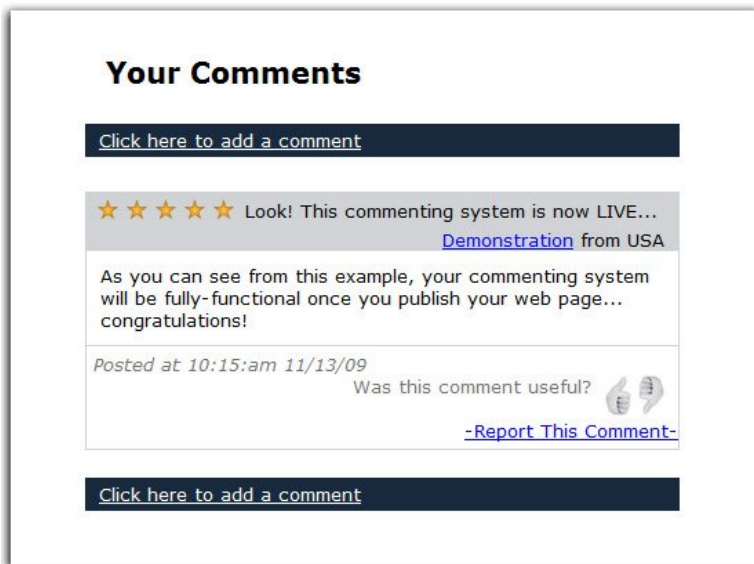 Your Comments
Click here to add a comment
Look! This commenting system is now LIVE...
Demonstration from USA
As you can see from this example, your commenting system
will be fully-functional once you publish your web page...
congratulations!
Posted at 10:15:am 11/13/09
Was this comment useful?
-Report This Comment-
Click here to add a comment